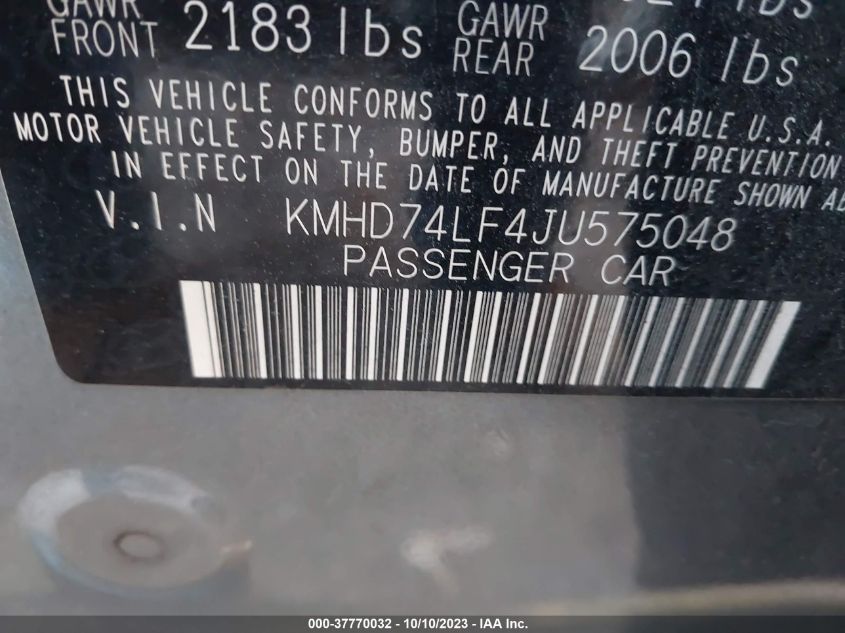 GAWR GAWR
FRONT 2183 lbs REAR 2006 lbs
THIS VEHICLE CONFORMS TO ALL APPLICABLE U.S.A.
MOTOR VEHICLE SAFETY, BUMPER, AND THEFT PREVENTION
IN EFFECT ON THE DATE OF MANUFACTURE SHOWN
V.I.N KMHD74LF4JU575048
PASSENGER CAR
000-37770032 - 10/10/2023 - IAA Inc.